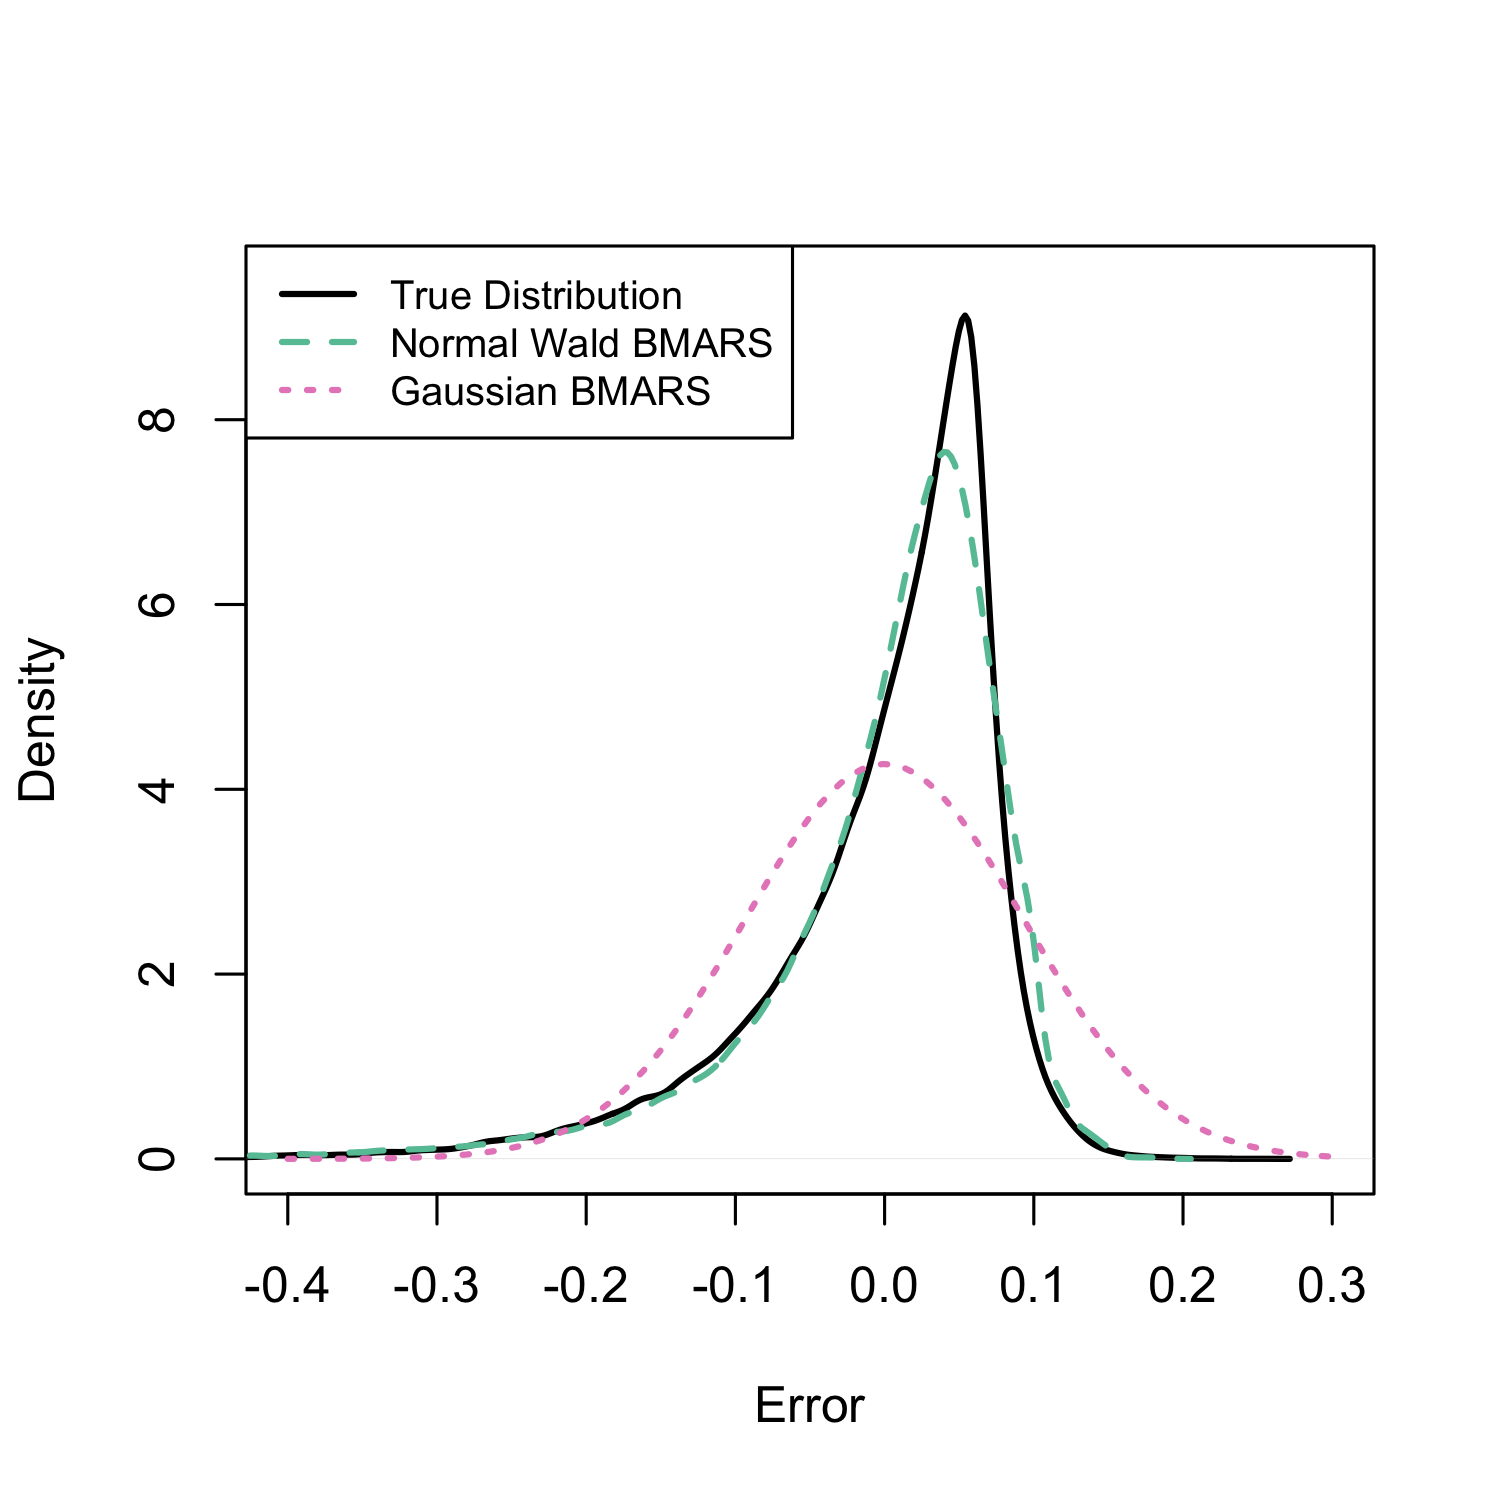 True Distribution
Normal Wald BMARS
Gaussian BMARS
8
6
4
2
0
Density
-0.4 -0.3 -0.2 -0.1 0.0 0.1 0.2 0.3
Error